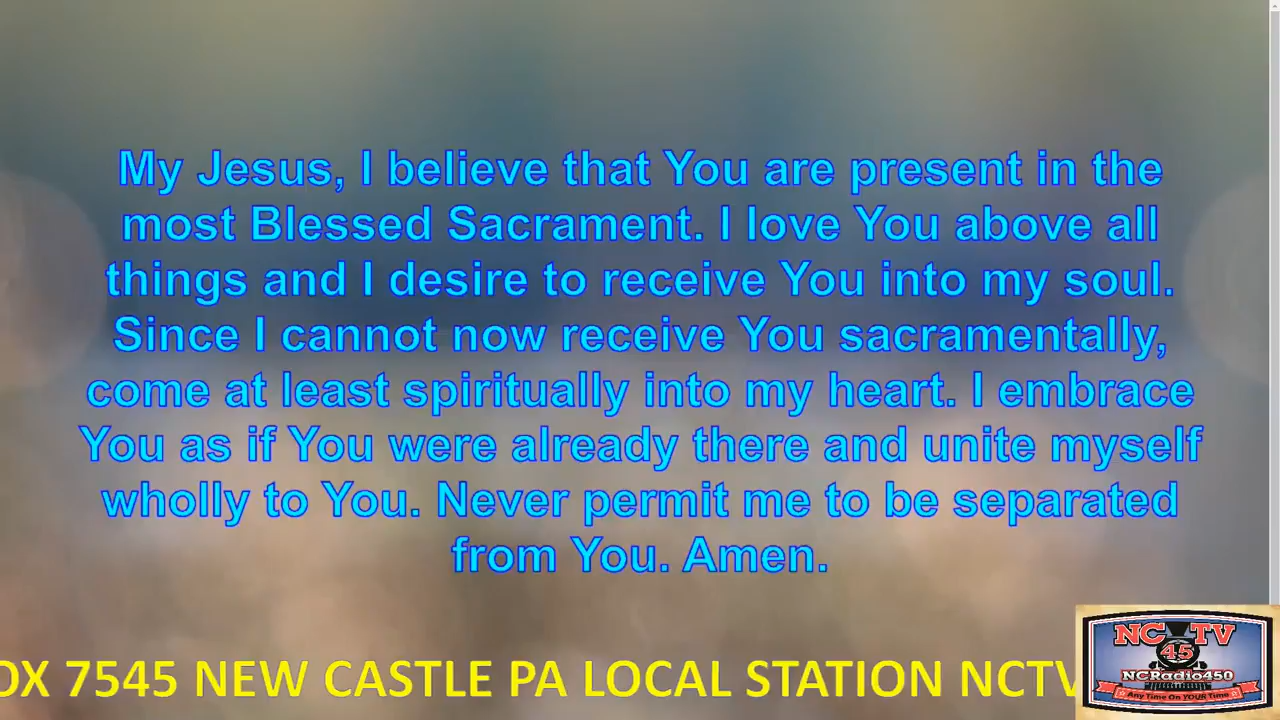 My Jesus, I believe that You are present in the
most Blessed Sacrament. I love You above all
things and I desire to receive You into my soul.
Since I cannot now receive You sacramentally,
come at least spiritually into my heart. I embrace
You as if You were already there and unite myself
wholly to You. Never permit me to be separated
from You. Amen.
OX 7545 NEW CASTLE PA LOCAL STATION NCTV
NC TV
45
NCRadio450
Any Time On YOUR Time